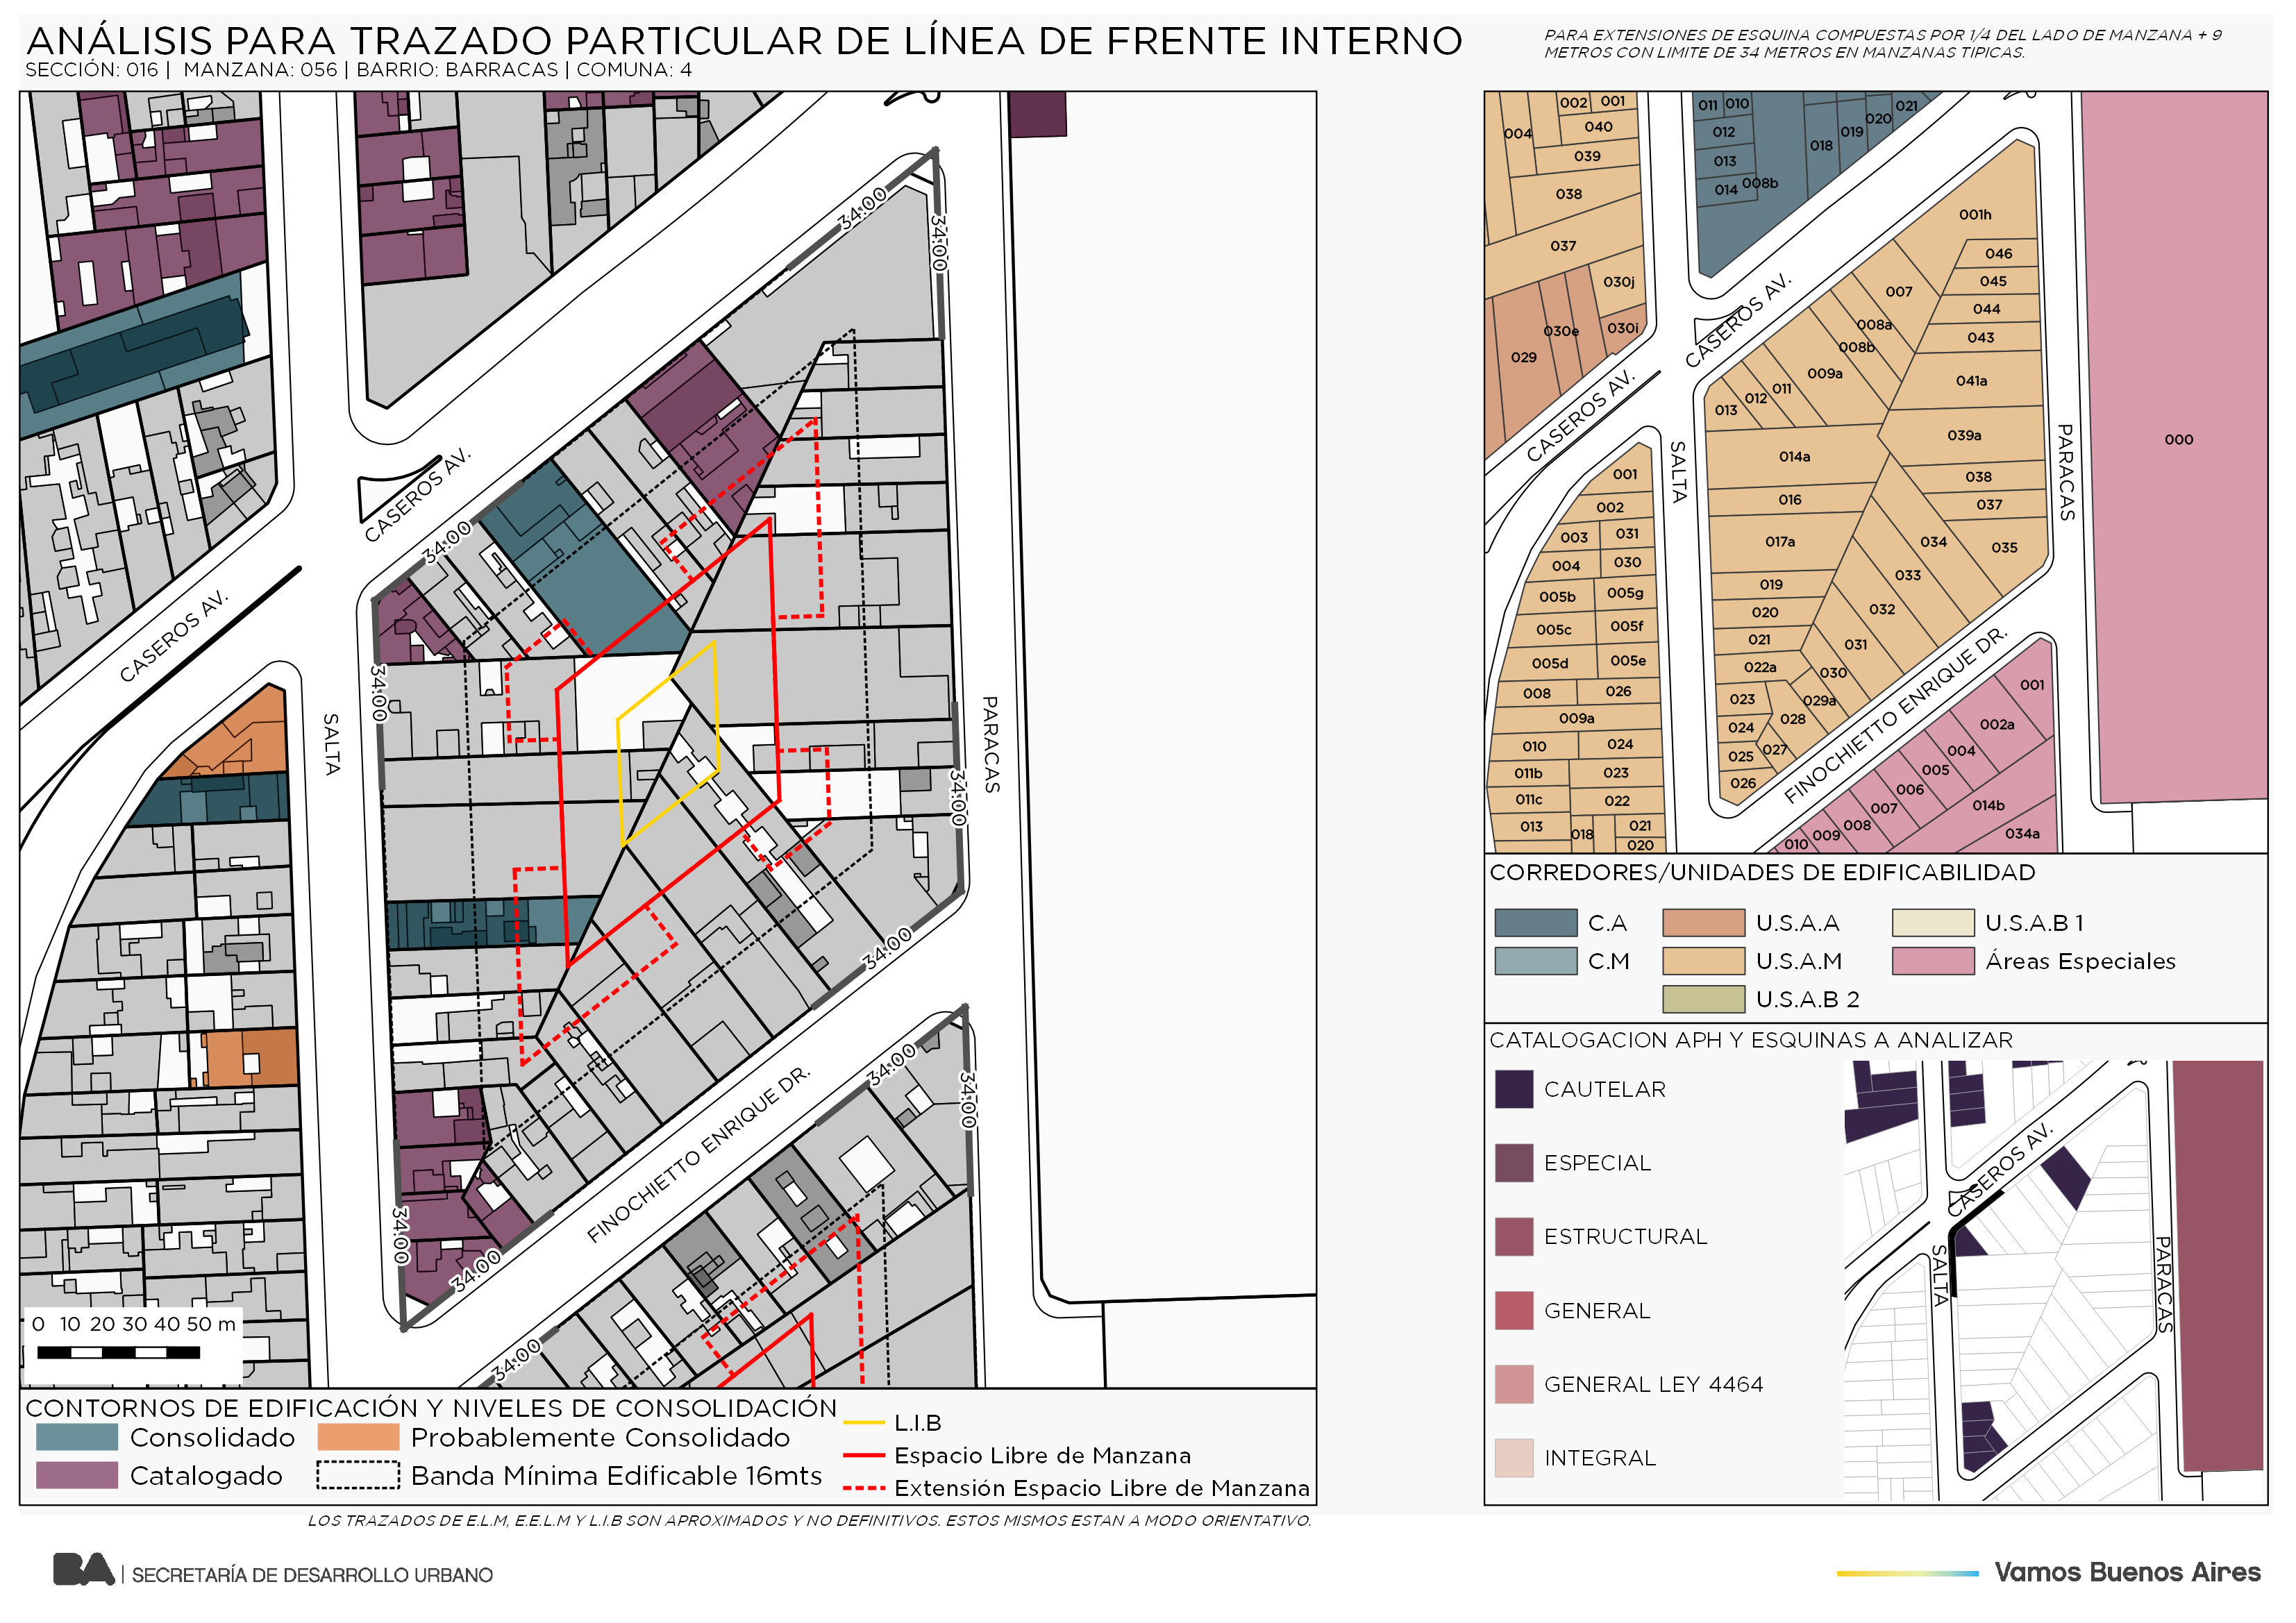 ANÁLISIS PARA TRAZADO PARTICULAR DE LÍNEA DE FRENTE INTERNO
SECCIÓN: 016 | MANZANA: 056 | BARRIO: BARRACAS | COMUNA: 4
PARA EXTENSIONES DE ESQUINA COMPUESTAS POR 1/4 DEL LADO DE MANZANA + 9
METROS CON LIMITE DE 34 METROS EN MANZANAS TIPICAS.
34.00
34.00
CASEROS AV.
34.00
CASEROS AV.
34.00
SALTA
PARACAS
34.00
34.00
34.00
34.00
FINOCHIETTO ENRIQUE DR.
34.00
34.00
34.00
0 10 20 30 40 50 m
CONTORNOS DE EDIFICACIÓN Y NIVELES DE CONSOLIDACIÓN
Consolidado
Probablemente Consolidado
Catalogado
Banda Mínima Edificable 16mts
L.I.B
Espacio Libre de Manzana
Extensión Espacio Libre de Manzana
LOS TRAZADOS DE E.L.M, E.E.L.M Y L.I.B SON APROXIMADOS Y NO DEFINITIVOS. ESTOS MISMOS ESTAN A MODO ORIENTATIVO.
002 001
004 040
039
038
037
030j
030e 030i
029
011 010
012
013
014 008b
018 019 020 021
CASEROS AV.
CASEROS AV.
SALTA
PARACAS
FINOCHIETTO ENRIQUE DR.
001h
046
045
044
043
041a
039a
038
037
035
034
033
032
031
030
029a
028
027
007
008a
008b
009a
011
012
013
014a
016
017a
019
020
021
022a
023
024
025
026
000
001
002
003 031
004 030
005b 005g
005c 005f
005d 005e
008 026
009a
010 024
011b 023
011c 022
013 018 021
020
001
002a
004
005
006
007
008
009
010
014b
034a
CORREDORES/UNIDADES DE EDIFICABILIDAD
C.A
U.S.A.A
U.S.A.B 1
C.M
U.S.A.M
Áreas Especiales
U.S.A.B 2
CATALOGACION APH Y ESQUINAS A ANALIZAR
CAUTELAR
ESPECIAL
ESTRUCTURAL
GENERAL
GENERAL LEY 4464
INTEGRAL
CASEROS AV.
SALTA
PARACAS
BA | SECRETARÍA DE DESARROLLO URBANO
Vamos Buenos Aires